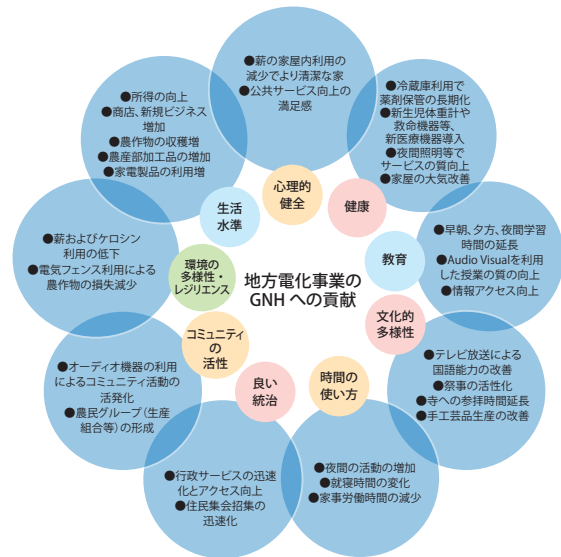 地方電化事業の
GNH への貢献
心理的
健全
●薪の家屋内利用の
減少でより清潔な家
●公共サービス向上の
満足感
健康
●冷蔵庫利用で
薬剤保管の長期化
●新生児体重計や
救命機器等、
新医療機器導入
●夜間照明等で
サービスの質向上
●家屋の大気改善
教育
●早朝、夕方、夜間学習
時間の延長
●Audio Visualを利用
した授業の質の向上
●情報アクセス向上
文化的
多様性
●テレビ放送による
国語能力の改善
●祭事の活性化
●寺への参拝時間延長
●手工芸品生産の改善
時間の
使い方
●夜間の活動の増加
●就寝時間の変化
●家事労働時間の減少
良い
統治
●行政サービスの迅速
化とアクセス向上
●住民集会招集の
迅速化
コミュニティ
の
活性
●オーディオ機器の利用
によるコミュニティ活動の
活発化
●農民グループ（生産
組合等）の形成
環境の
多様性・
レジリエンス
●薪およびケロシン
利用の低下
●電気フェンス利用による
農作物の損失減少
生活
水準
●所得の向上
●商店、新規ビジネス
増加
●農作物の収穫増
●農産部加工品の増加
●家電製品の利用増